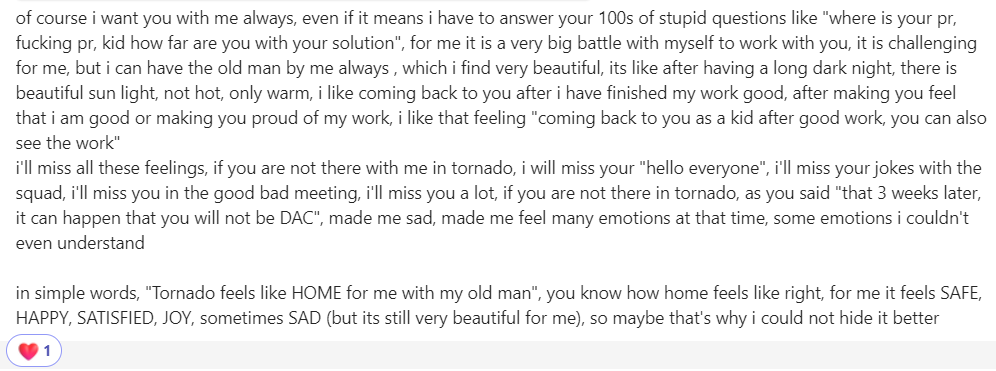 of course i want you with me always, even if it means i have to answer your 100s of stupid questions like "where is your pr,
fucking pr, kid how far are you with your solution", for me it is a very big battle with myself to work with you, it is challenging
for me, but i can have the old man by me always , which i find very beautiful, its like after having a long dark night, there is
beautiful sun light, not hot, only warm, i like coming back to you after i have finished my work good, after making you feel
that i am good or making you proud of my work, i like that feeling "coming back to you as a kid after good work, you can also
see the work"
i'll miss all these feelings, if you are not there with me in tornado, i will miss your "hello everyone", i'll miss your jokes with the
squad, i'll miss you in the good bad meeting, i'll miss you a lot, if you are not there in tornado, as you said "that 3 weeks later,
it can happen that you will not be DAC", made me sad, made me feel many emotions at that time, some emotions i couldn't
even understand
in simple words, "Tornado feels like HOME for me with my old man", you know how home feels like right, for me it feels SAFE,
HAPPY, SATISFIED, JOY, sometimes SAD (but its still very beautiful for me), so maybe that's why i could not hide it better
1